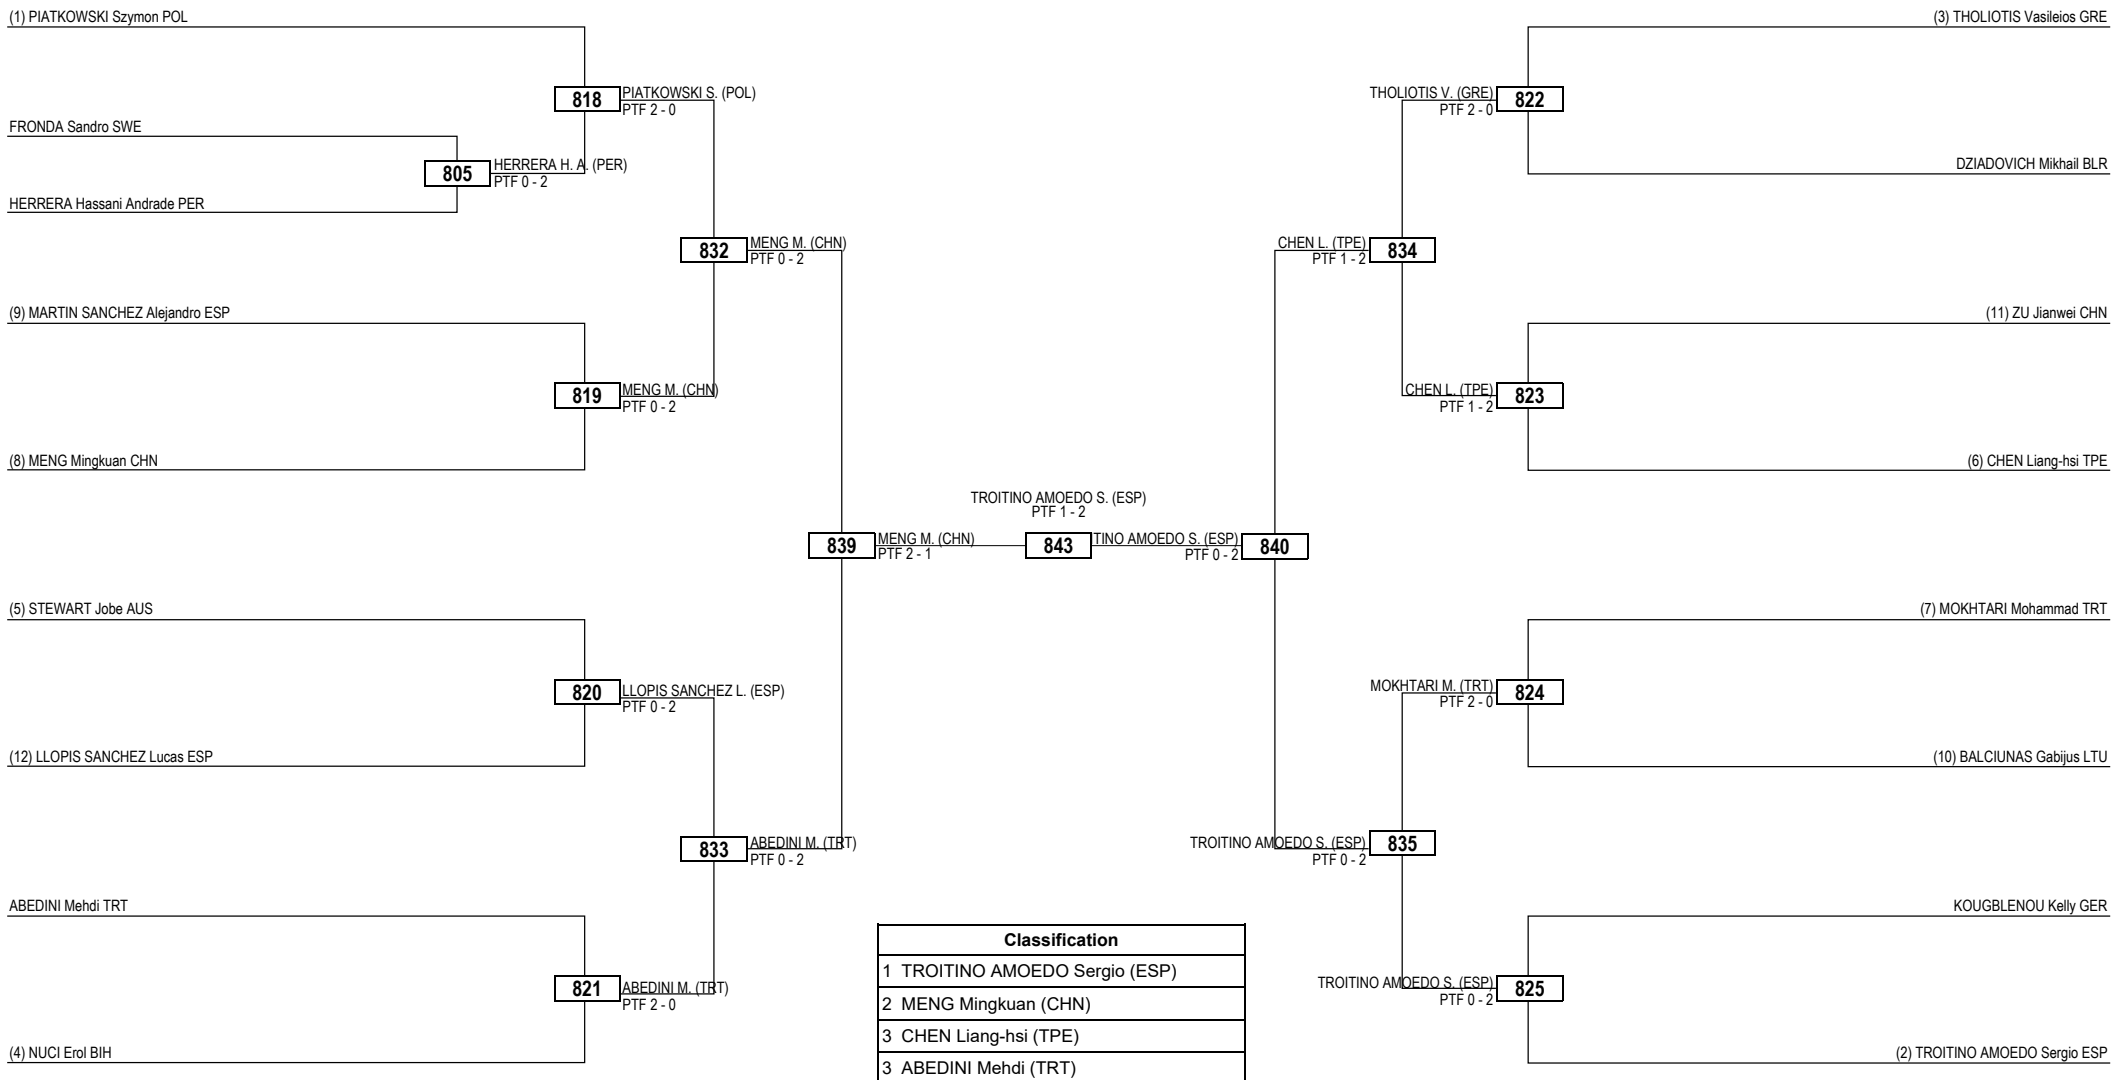 (1) PIATKOWSKI Szymon POL
818
PIATKOWSKI S. (POL)
PTF 2 - 0
FRONDA Sandro SWE
805
HERRERA H. A. (PER)
PTF 0 - 2
HERRERA Hassani Andrade PER
832
MENG M. (CHN)
PTF 0 - 2
(9) MARTIN SANCHEZ Alejandro ESP
819
MENG M. (CHN)
PTF 0 - 2
(8) MENG Mingkuan CHN
839
MENG M. (CHN)
PTF 2 - 1
(5) STEWART Jobe AUS
820
LLOPIS SANCHEZ L. (ESP)
PTF 0 - 2
(12) LLOPIS SANCHEZ Lucas ESP
833
ABEDINI M. (TRT)
PTF 0 - 2
ABEDINI Mehdi TRT
821
ABEDINI M. (TRT)
PTF 2 - 0
(4) NUCI Erol BIH
TROITINO AMOEDO S. (ESP)
PTF 1 - 2
843
(3) THOLIOTIS Vasileios GRE
THOLIOTIS V. (GRE)
PTF 2 - 0
822
DZIADOVICH Mikhail BLR
CHEN L. (TPE)
PTF 1 - 2
834
(11) ZU Jianwei CHN
CHEN L. (TPE)
PTF 1 - 2
823
(6) CHEN Liang-hsi TPE
TINO AMOEDO S. (ESP)
PTF 0 - 2
840
(7) MOKHTARI Mohammad TRT
MOKHTARI M. (TRT)
PTF 2 - 0
824
(10) BALCIUNAS Gabijus LTU
TROITINO AMOEDO S. (ESP)
PTF 0 - 2
835
KOUGBLENOU Kelly GER
TROITINO AMOEDO S. (ESP)
PTF 0 - 2
825
(2) TROITINO AMOEDO Sergio ESP
Classification
1 TROITINO AMOEDO Sergio (ESP)
2 MENG Mingkuan (CHN)
3 CHEN Liang-hsi (TPE)
3 ABEDINI Mehdi (TRT)